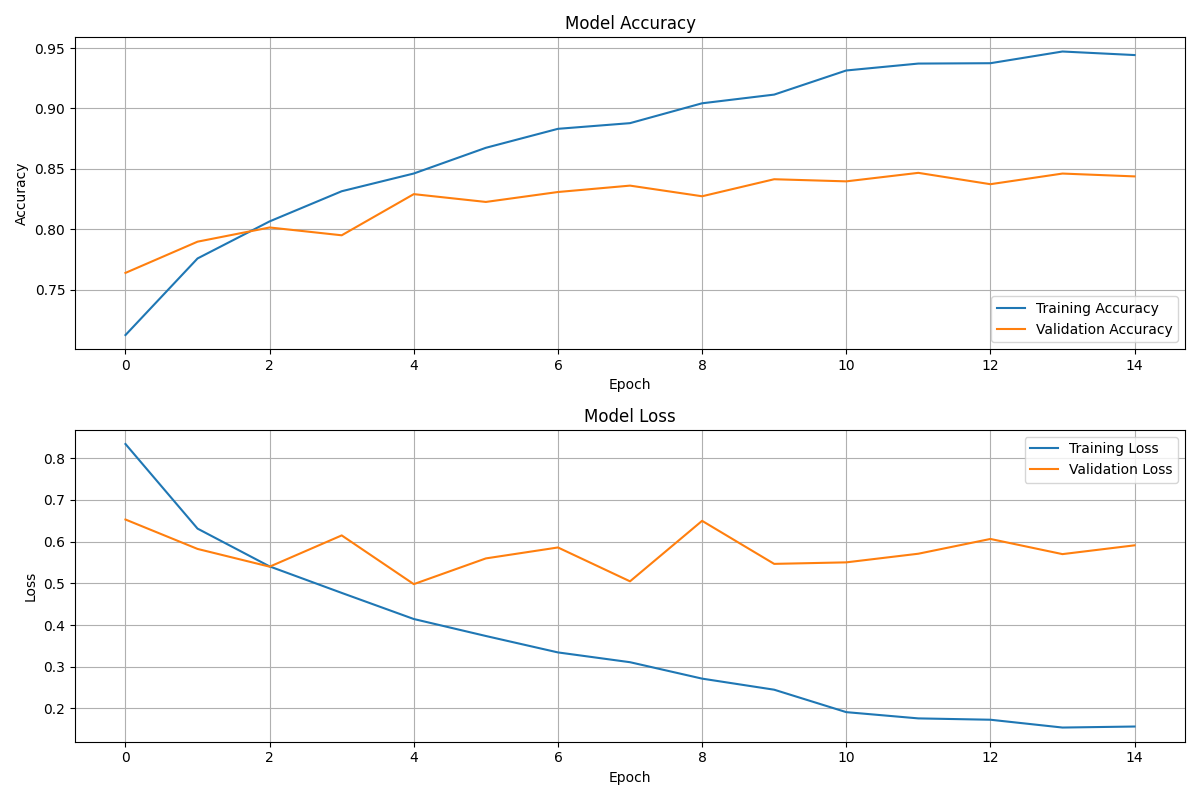 Model Accuracy
0.95
0.90
0.85
0.80
0.75
Accuracy
Training Accuracy
Validation Accuracy
0 2 4 6 8 10 12 14
Epoch
Model Loss
0.8
0.7
0.6
0.5
0.4
0.3
0.2
Loss
Training Loss
Validation Loss
0 2 4 6 8 10 12 14
Epoch